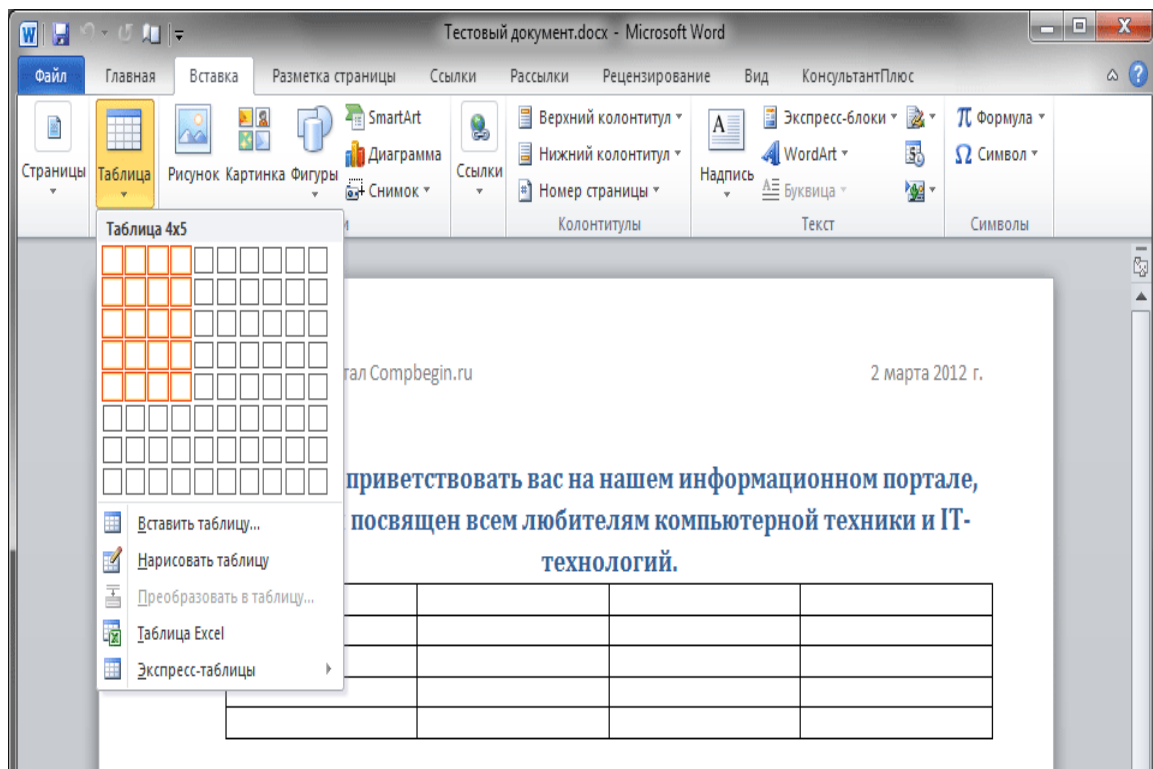 Тестовый документ.docx - Microsoft Word
Файл Главная Вставка Разметка страницы Ссылки Рассылки Рецензирование Вид КонсультантПлюс
Страницы Таблица Рисунок Картинка Фигуры SmartArt Диаграмма Снимок
Ссылки
Верхний колонтитул
Нижний колонтитул
Номер страницы
Колонтитулы
Надпись Экспресс-блоки
WordArt
Буквица
Текст
Формула
Символ
Символы
Таблица 4x5
Вставить таблицу...
Нарисовать таблицу
Преобразовать в таблицу...
Таблица Excel
Экспресс-таблицы
Compbegin.ru 2 марта 2012 г.
приветствовать вас на нашем информационном портале,
посвящен всем любителям компьютерной техники и IT-
технологий.